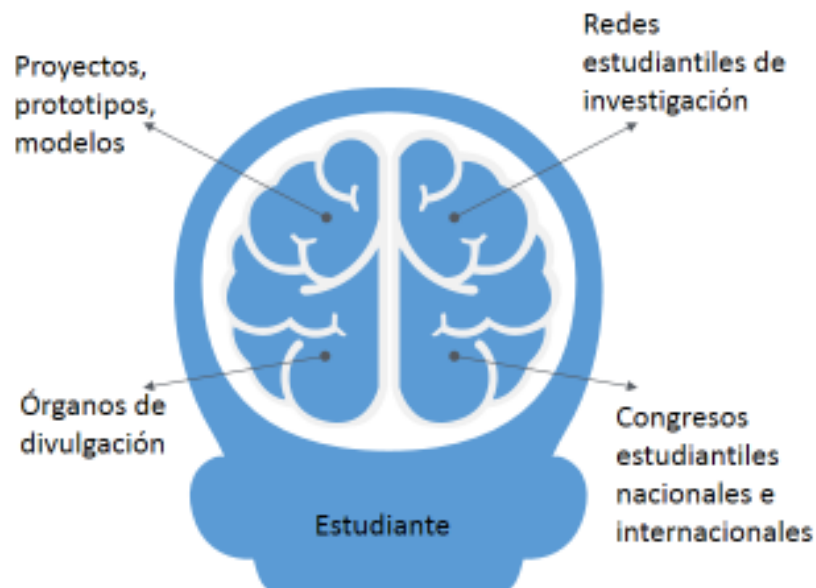 Proyectos,
prototipos,
modelos
Redes
estudiantiles de
investigación
Órganos de
divulgación
Congresos
estudiantiles
nacionales e
internacionales
Estudiante